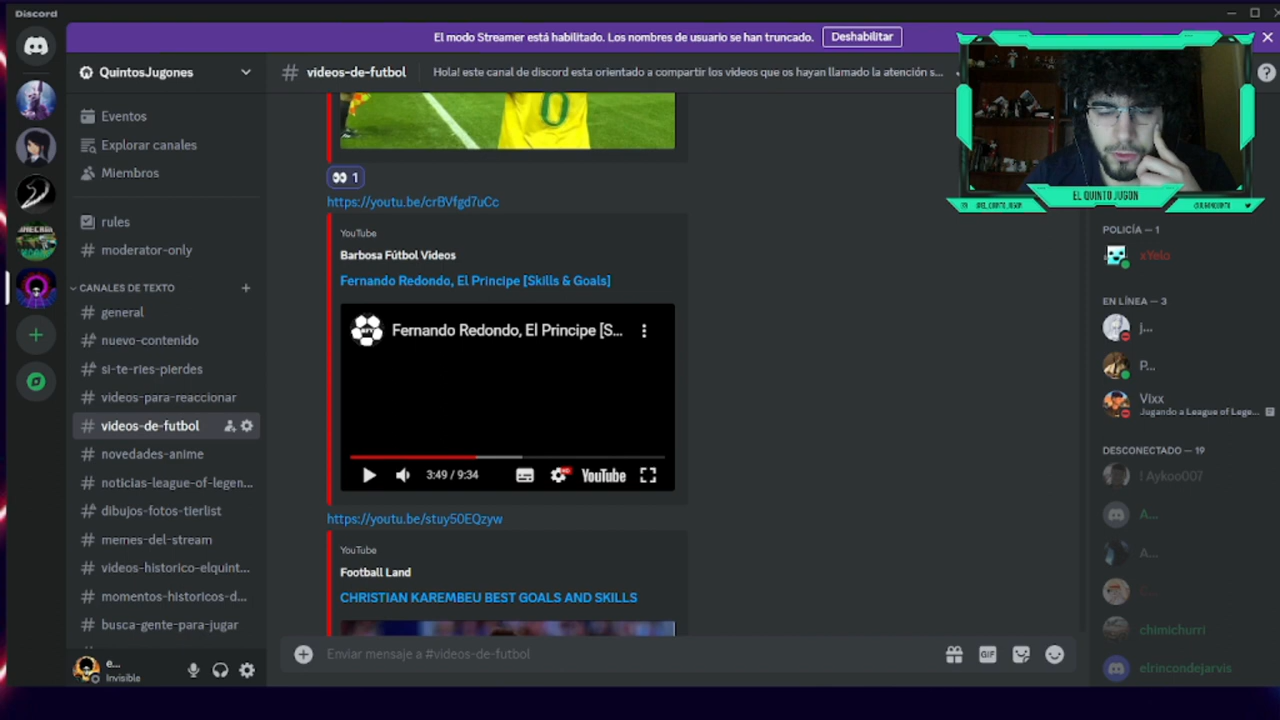 Discord
El modo Streamer está habilitado. Los nombres de usuario se han truncado.
Deshabilitar
QuintosJugones
videos-de-futbol
Hola! este canal de discord esta orientado a compartir los videos que os hayan llamado la atención s...
Eventos
Explorar canales
Miembros
rules
moderator-only
CANALES DE TEXTO
general
nuevo-contenido
si-te-ries-pierdes
videos-para-reaccionar
videos-de-futbol
novedades-anime
noticias-league-of-legen...
dibujos-fotos-tierlist
memes-del-stream
videos-historico-elquint...
momentos-historicos-d...
busca-gente-para-jugar
e...
Invisible
0
1
https://youtu.be/crBVfgd7uCc
YouTube
Barbosa Fútbol Videos
Fernando Redondo, El Principe [Skills & Goals]
Fernando Redondo, El Principe [S...
3:49 / 9:34
HD
YouTube
https://youtu.be/stuy50EQzyw
YouTube
Football Land
CHRISTIAN KAREMBEU BEST GOALS AND SKILLS
Enviar mensaje a #videos-de-futbol
GIF
EL QUINTO JUGON
@EL_QUINTO_JUGON
POLICÍA — 1
xYelo
EN LÍNEA — 3
j...
P...
Vixx
Jugando a League of Lege...
DESCONECTADO — 19
! Aykoo007
A...
A...
chimichurri
elrincondejarvis